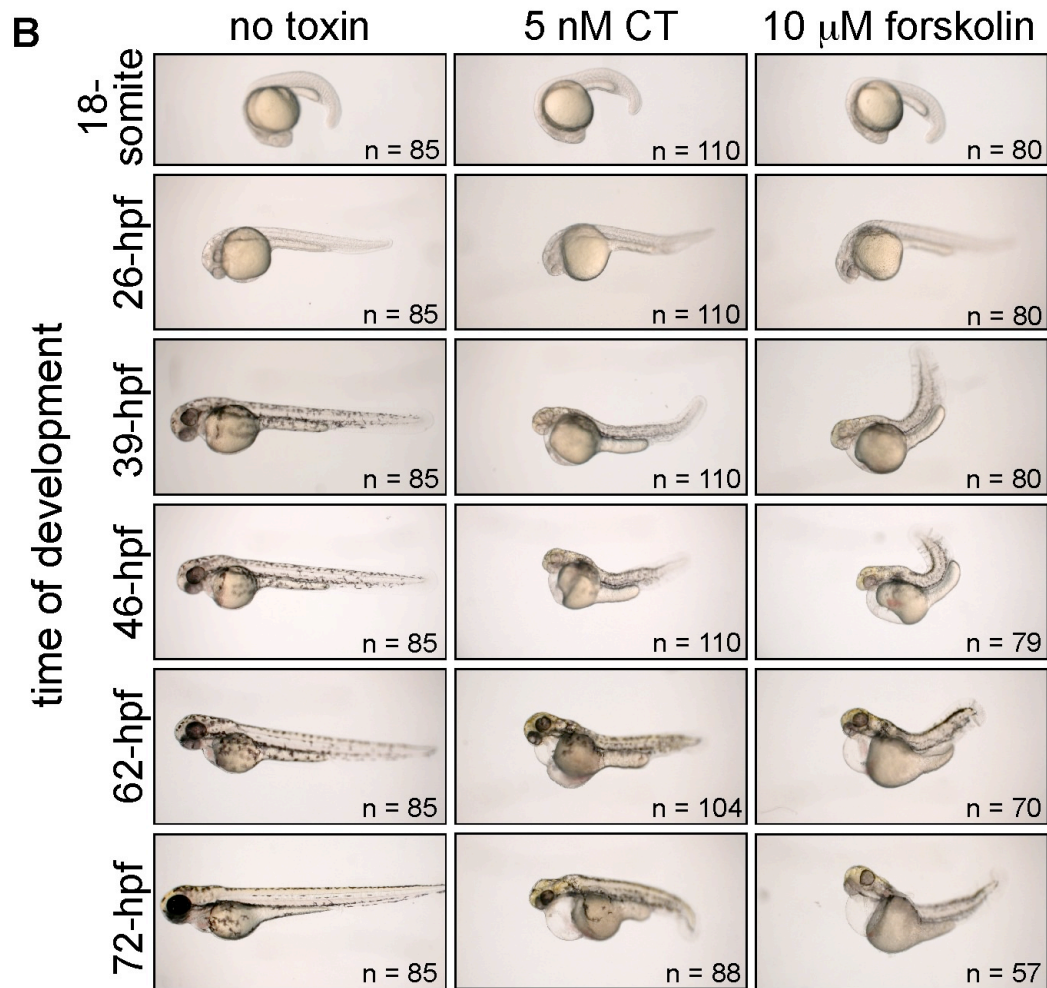 B
no toxin 5 nM CT 10 μM forskolin
time of development
18-
somite
n = 85 n = 110 n = 80
26-hpf
n = 85 n = 110 n = 80
39-hpf
n = 85 n = 110 n = 80
46-hpf
n = 85 n = 110 n = 79
62-hpf
n = 85 n = 104 n = 70
72-hpf
n = 85 n = 88 n = 57